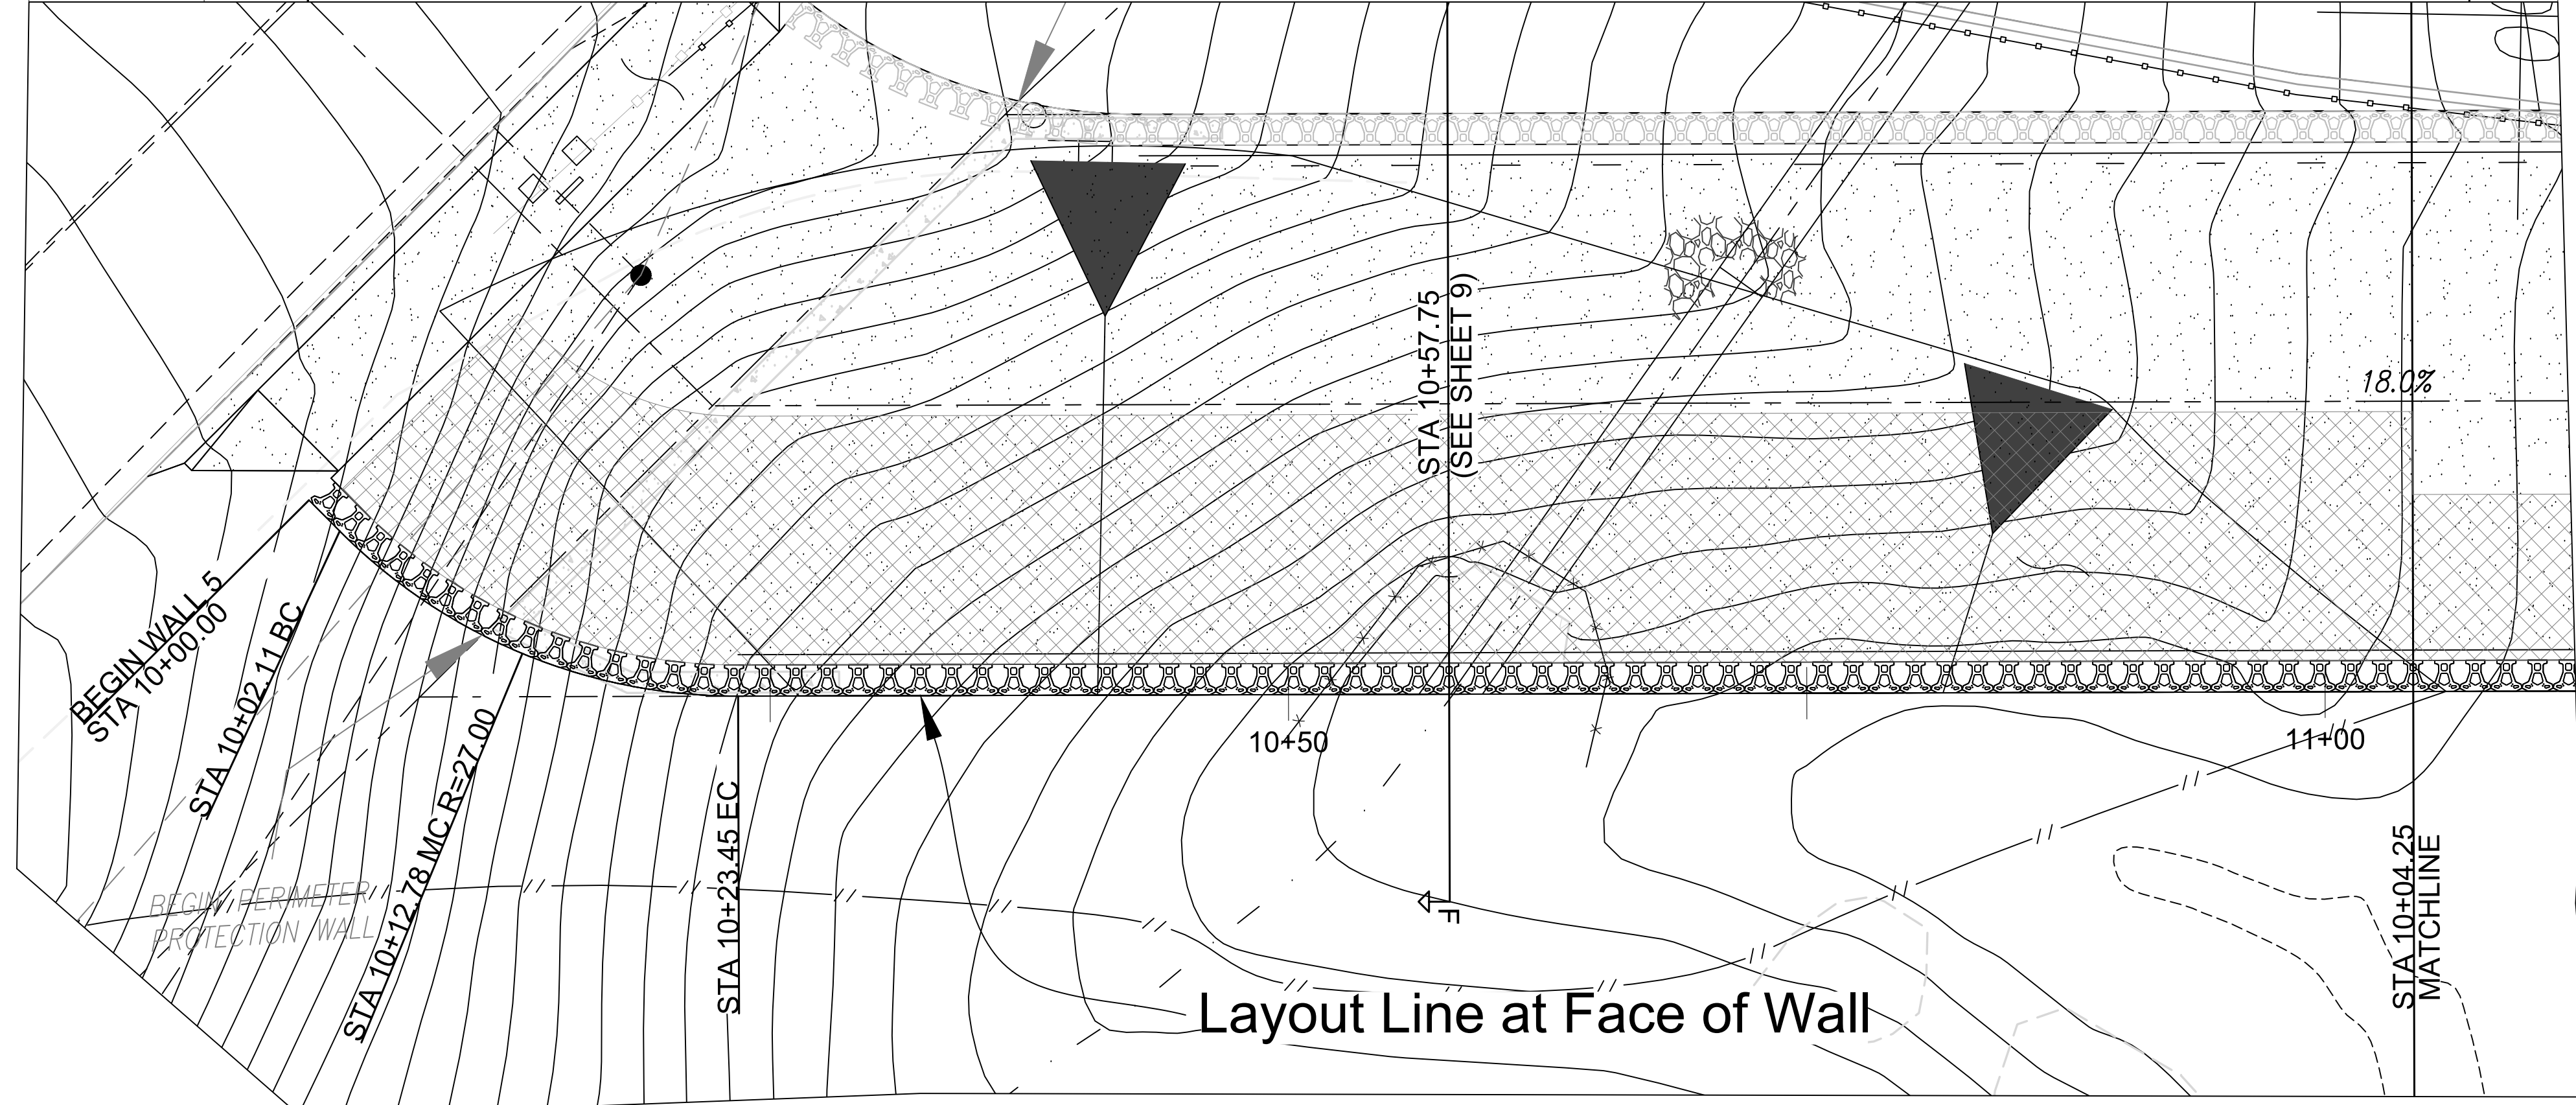 18.0%
STA 10+57.75
(SEE SHEET 9)
BEGIN WALL 5
STA 10+00.00
STA 10+02.11 BC
STA 10+12.78 MC R=27.00
STA 10+23.45 EC
10+50
11+00
BEGIN PERIMETER
PROTECTION WALL
F
STA 10+04.25
MATCHLINE
Layout Line at Face of Wall